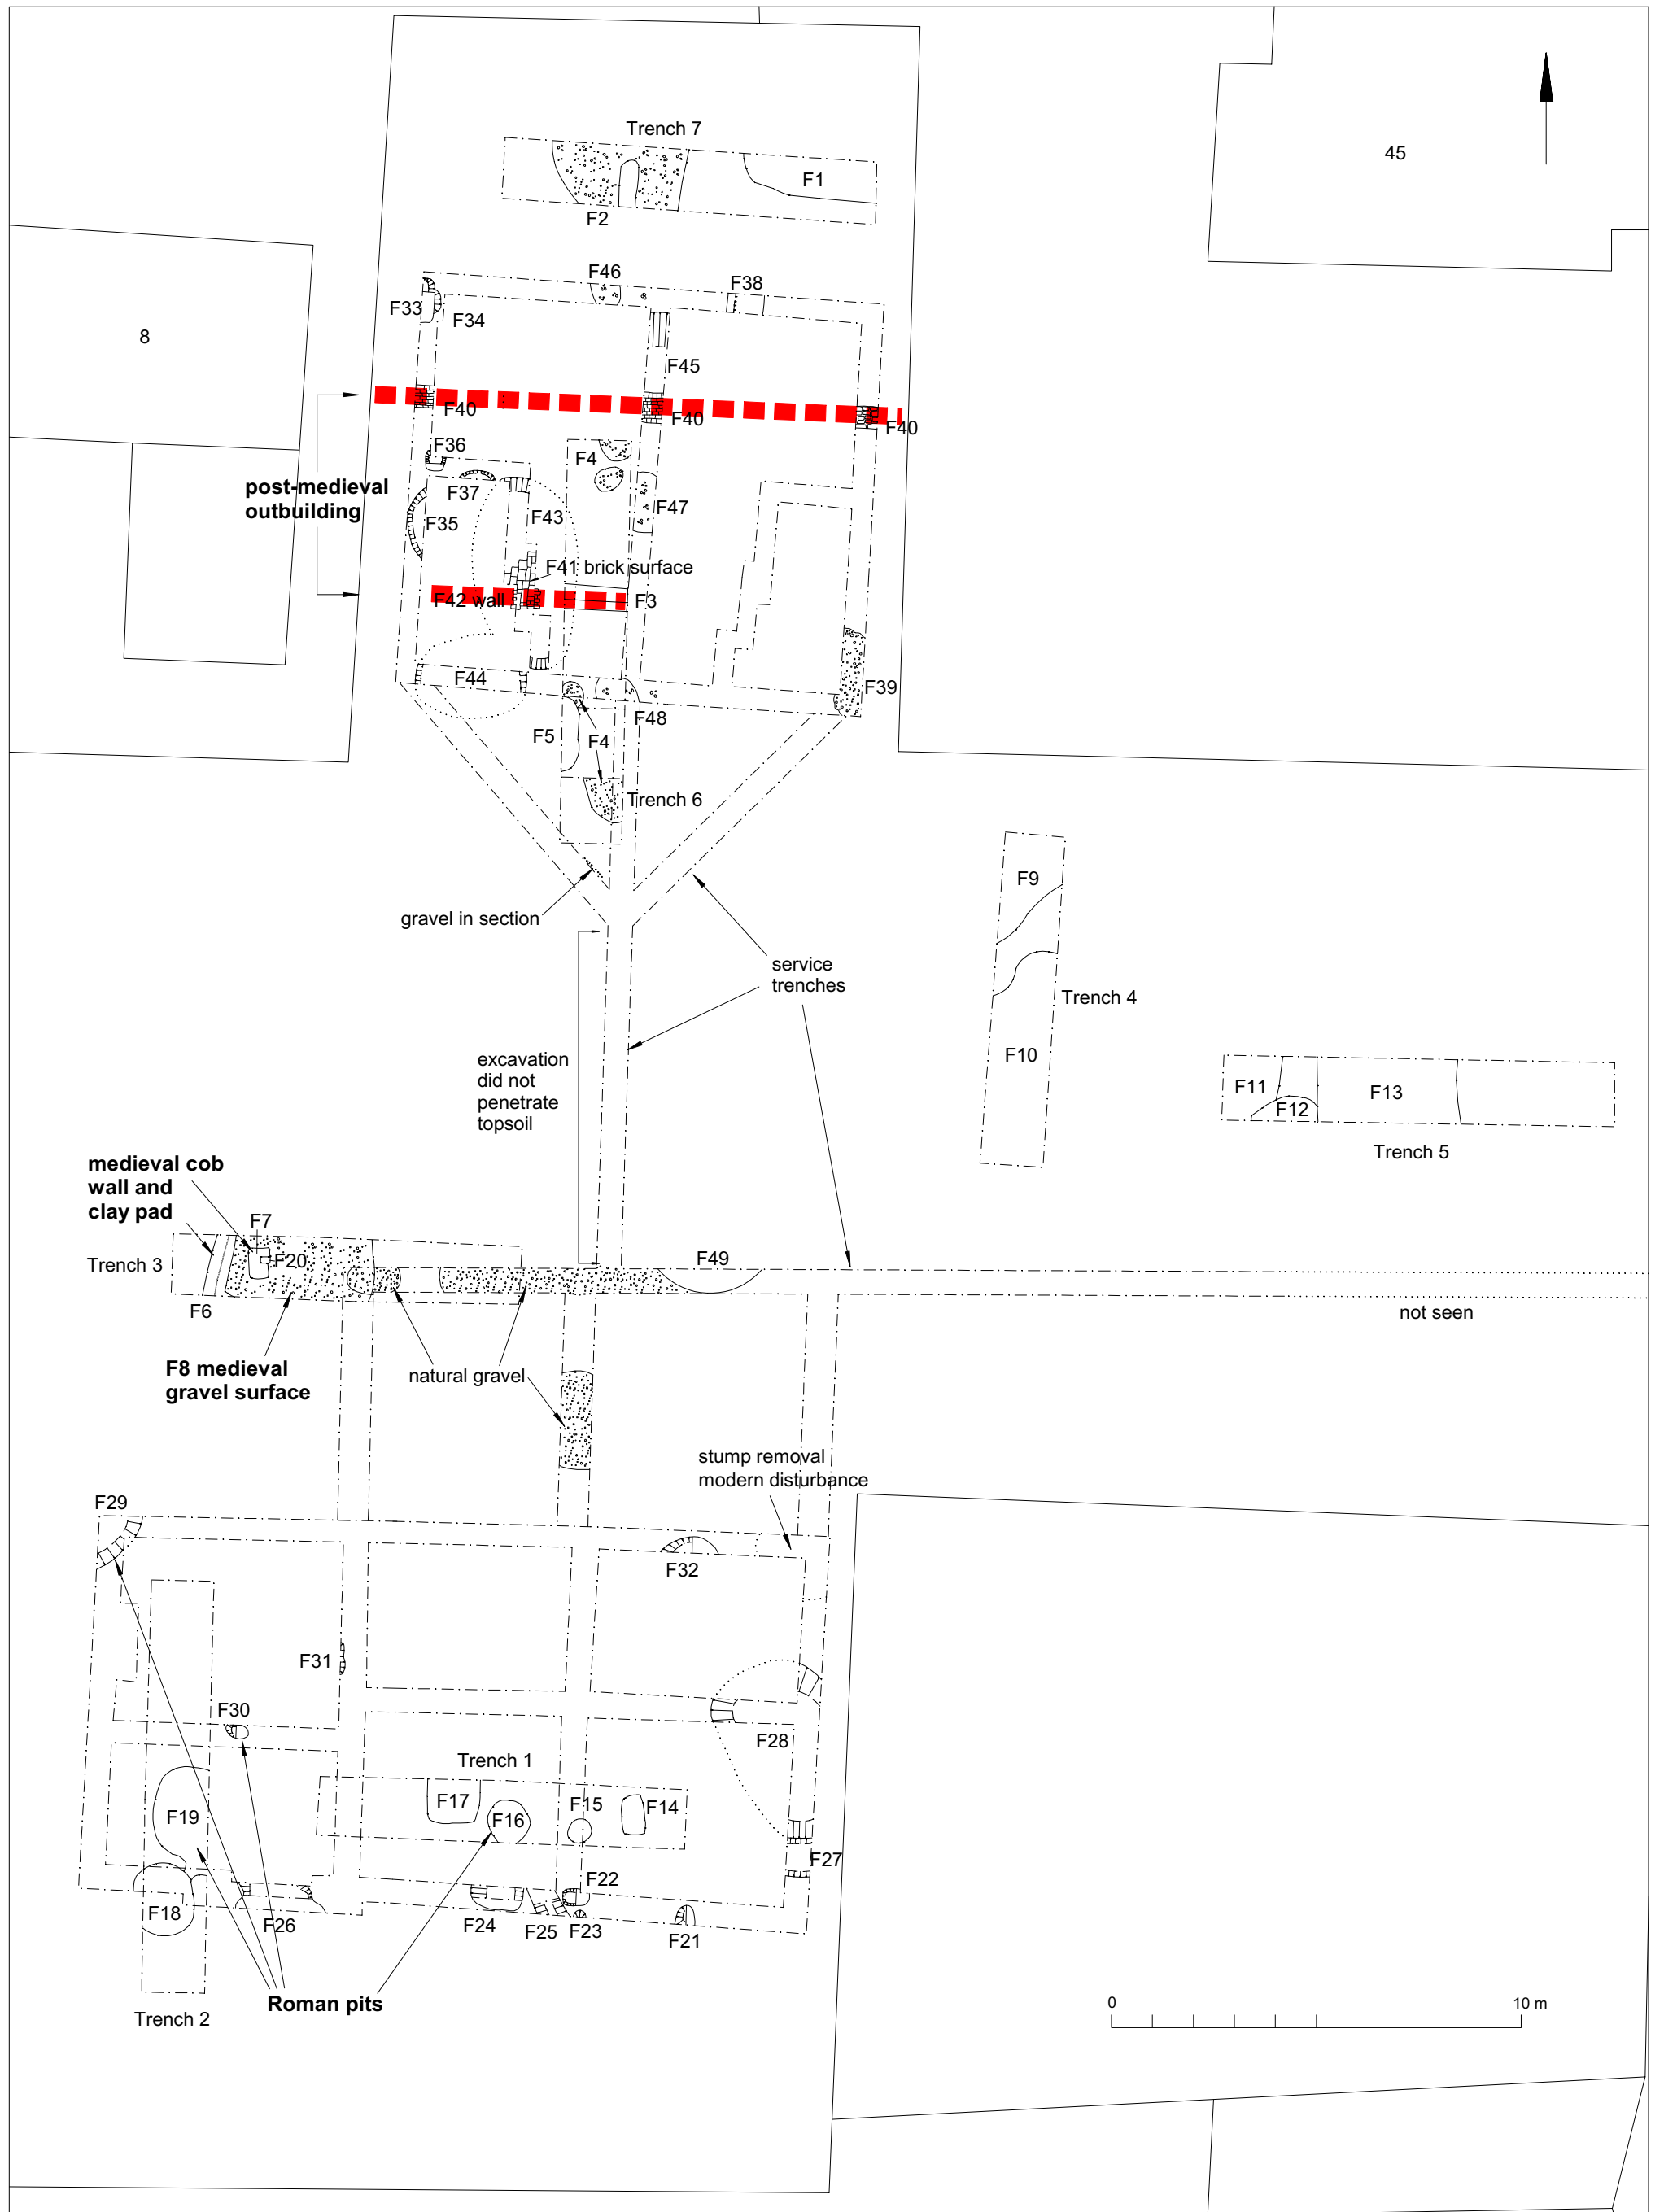 Trench 7
45
F1
F2
F46
F38
F33
F34
8
F45
F40
F40
F40
F36
F4
F37
post-medieval
outbuilding
F47
F35
F43
F41 brick surface
F42 wall
F3
F44
F39
F48
F5
F4
Trench 6
F9
gravel in section
service
trenches
Trench 4
excavation
did not
penetrate
topsoil
F10
F11
F12
F13
Trench 5
medieval cob
wall and
clay pad
F7
F20
Trench 3
F49
F6
not seen
F8 medieval
gravel surface
natural gravel
stump removal
modern disturbance
F29
F32
F31
F30
F28
Trench 1
F17
F16
F15
F14
F19
F27
F22
F18
F26
F24
F25
F23
F21
Roman pits
Trench 2
0
10 m